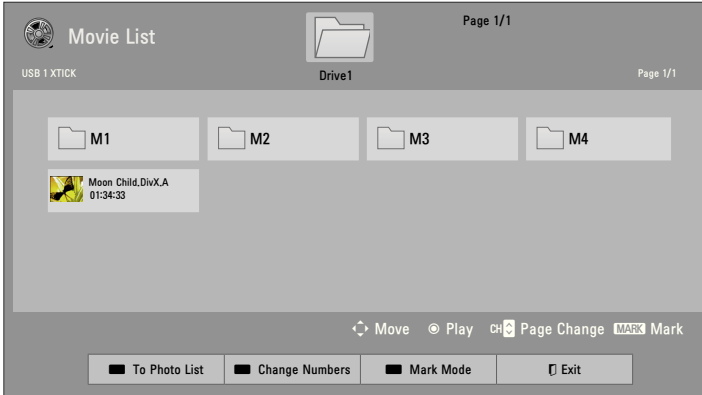 Movie List
Page 1/1
USB 1 XTICK
Drive1
Page 1/1
M1
M2
M3
M4
Moon Child,DivX,A
01:34:33
Move
Play
CH Page Change
MARK Mark
To Photo List
Change Numbers
Mark Mode
Exit